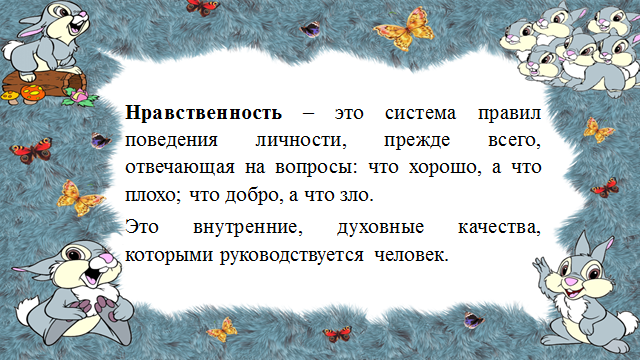 Нравственность – это система правил
поведения личности, прежде всего,
отвечающая на вопросы: что хорошо, а что
плохо; что добро, а что зло.
Это внутренние, духовные качества,
которыми руководствуется человек.